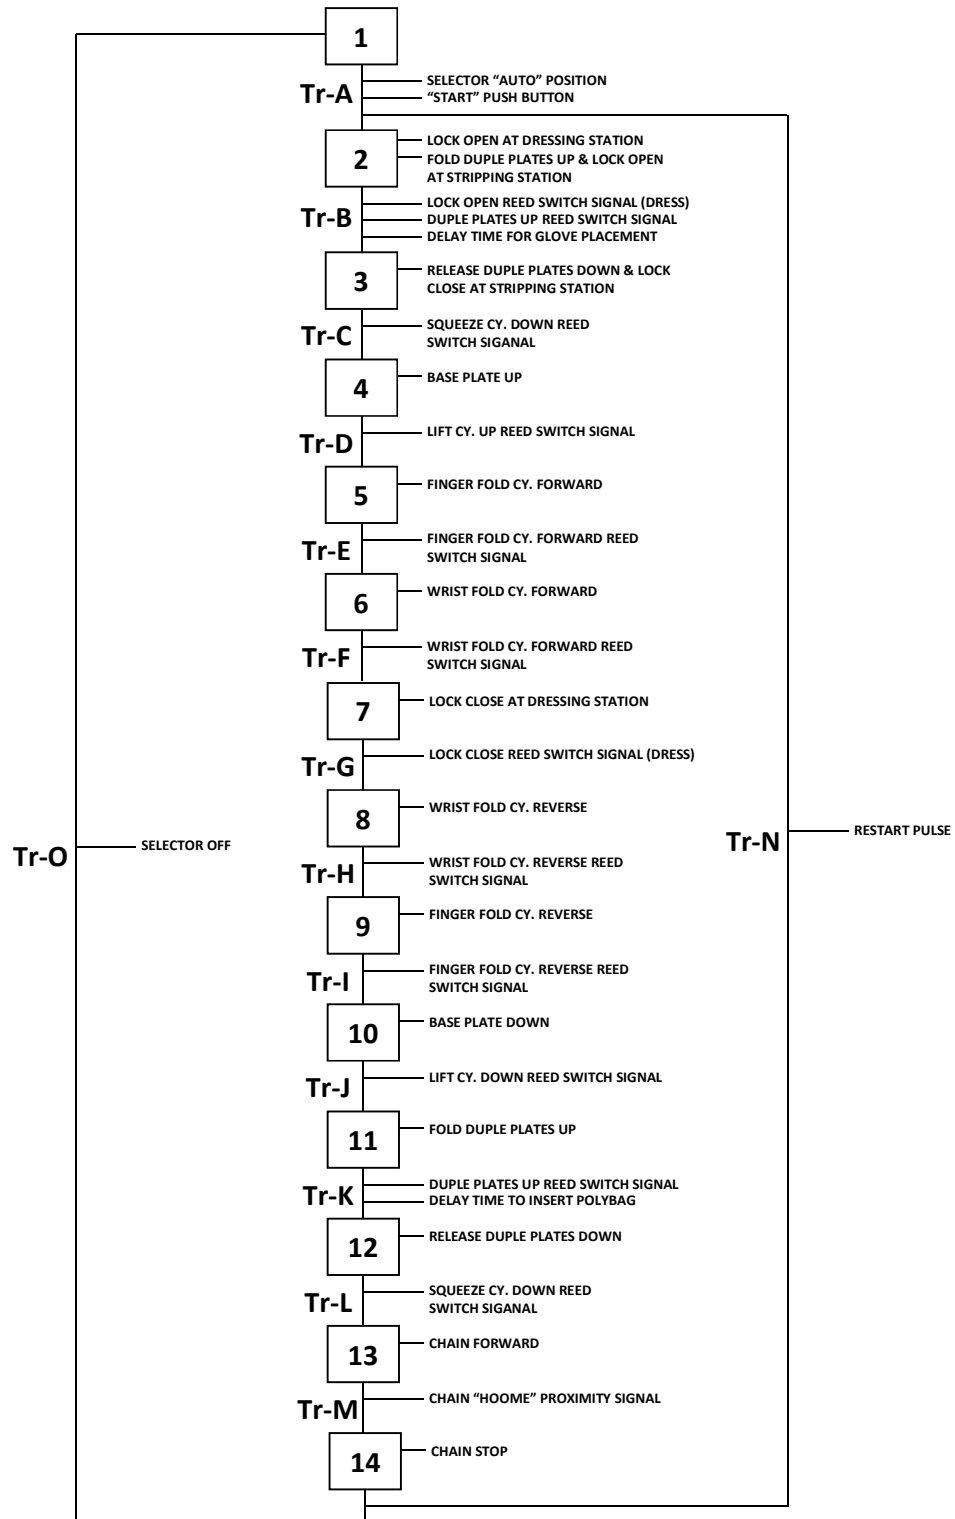 1
Tr-A
SELECTOR “AUTO” POSITION
“START” PUSH BUTTON
2
LOCK OPEN AT DRESSING STATION
FOLD DUPLE PLATES UP & LOCK OPEN
AT STRIPPING STATION
Tr-B
LOCK OPEN REED SWITCH SIGNAL (DRESS)
DUPLE PLATES UP REED SWITCH SIGNAL
DELAY TIME FOR GLOVE PLACEMENT
3
RELEASE DUPLE PLATES DOWN & LOCK
CLOSE AT STRIPPING STATION
Tr-C
SQUEEZE CY. DOWN REED
SWITCH SIGANAL
4
BASE PLATE UP
Tr-D
LIFT CY. UP REED SWITCH SIGNAL
5
FINGER FOLD CY. FORWARD
Tr-E
FINGER FOLD CY. FORWARD REED
SWITCH SIGNAL
6
WRIST FOLD CY. FORWARD
Tr-F
WRIST FOLD CY. FORWARD REED
SWITCH SIGNAL
7
LOCK CLOSE AT DRESSING STATION
Tr-G
LOCK CLOSE REED SWITCH SIGNAL (DRESS)
8
WRIST FOLD CY. REVERSE
Tr-O
SELECTOR OFF
Tr-N
RESTART PULSE
Tr-H
WRIST FOLD CY. REVERSE REED
SWITCH SIGNAL
9
FINGER FOLD CY. REVERSE
Tr-I
FINGER FOLD CY. REVERSE REED
SWITCH SIGNAL
10
BASE PLATE DOWN
Tr-J
LIFT CY. DOWN REED SWITCH SIGNAL
11
FOLD DUPLE PLATES UP
Tr-K
DUPLE PLATES UP REED SWITCH SIGNAL
DELAY TIME TO INSERT POLYBAG
12
RELEASE DUPLE PLATES DOWN
Tr-L
SQUEEZE CY. DOWN REED
SWITCH SIGANAL
13
CHAIN FORWARD
Tr-M
CHAIN “HOOME” PROXIMITY SIGNAL
14
CHAIN STOP